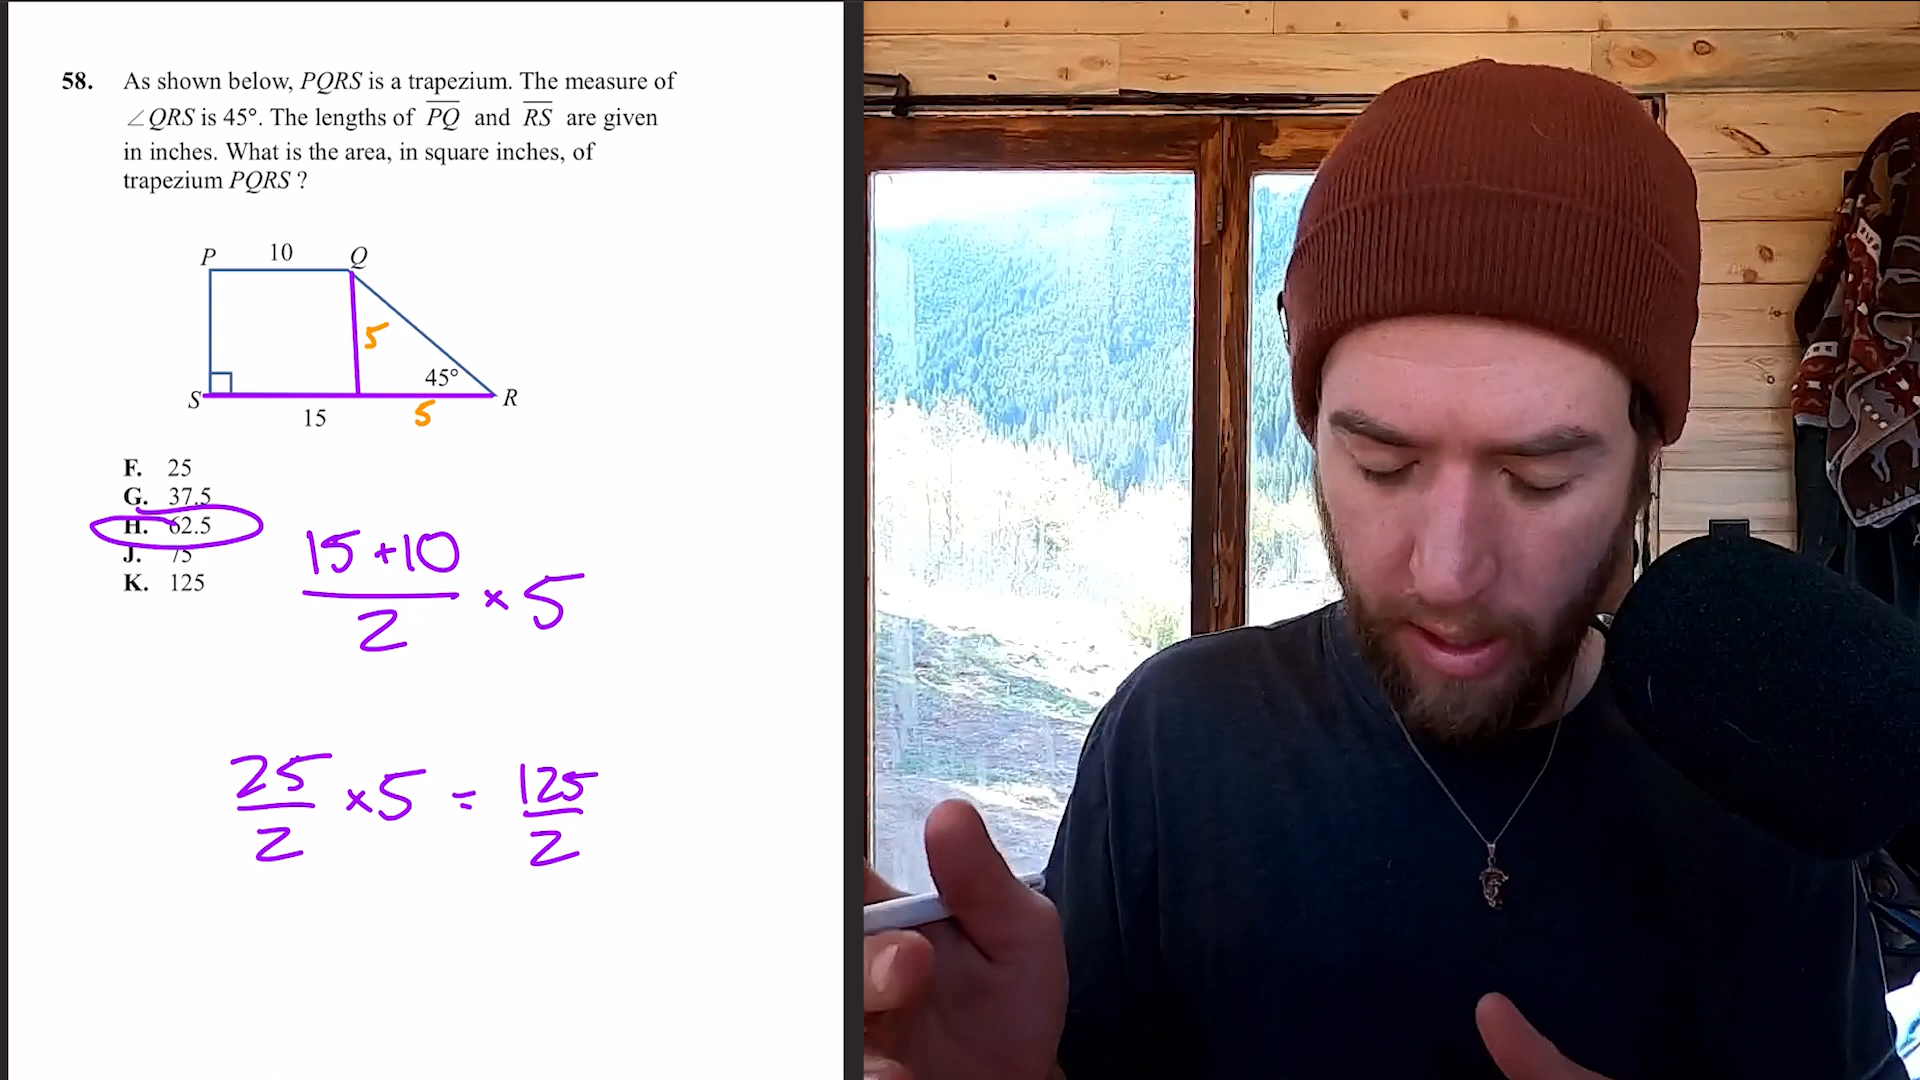 58. As shown below, PQRS is a trapezium. The measure of
∠QRS is 45°. The lengths of PQ and RS are given
in inches. What is the area, in square inches, of
trapezium PQRS ?
P 10 Q
5
45°
S R
15 5
F. 25
G. 37.5
H. 62.5
J. 75
K. 125
15+10
2
× 5
25
2
×5 =
125
2